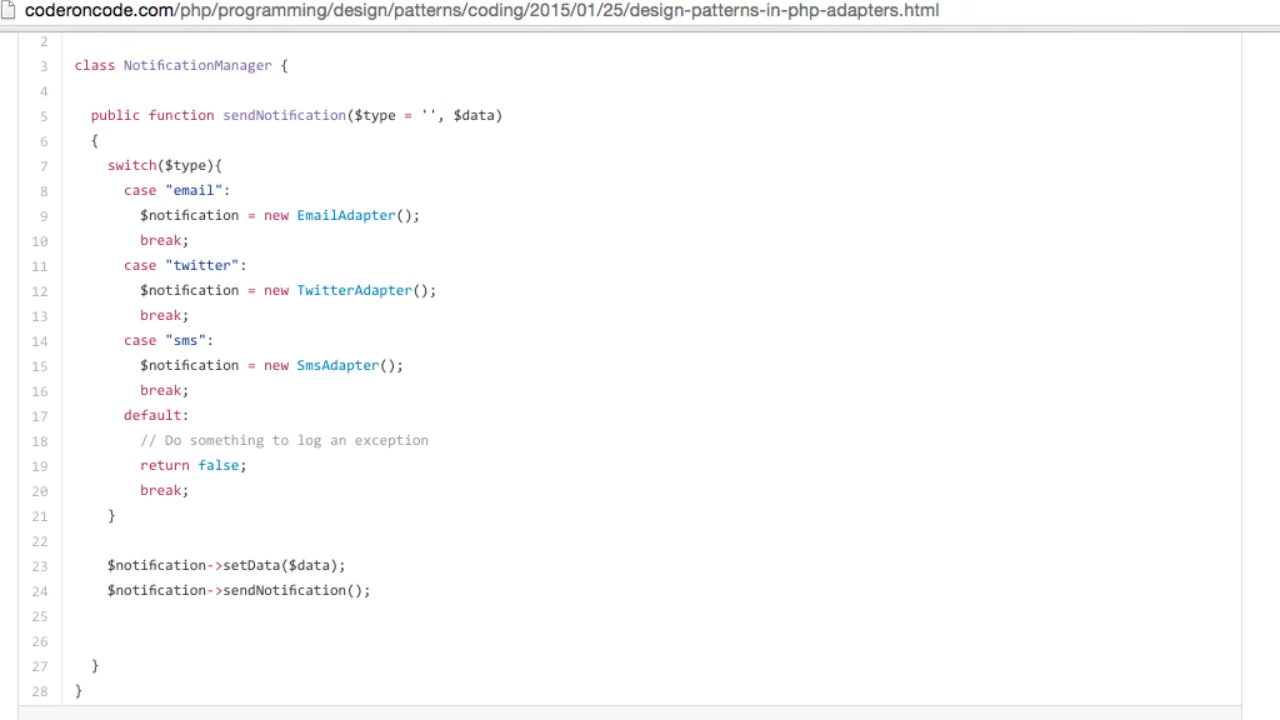 coderoncode.com/php/programming/design/patterns/coding/2015/01/25/design-patterns-in-php-adapters.html
2
3 class NotificationManager {
4
5 public function sendNotification($type = '', $data)
6 {
7 switch($type){
8 case "email":
9 $notification = new EmailAdapter();
10 break;
11 case "twitter":
12 $notification = new TwitterAdapter();
13 break;
14 case "sms":
15 $notification = new SmsAdapter();
16 break;
17 default:
18 // Do something to log an exception
19 return false;
20 break;
21 }
22
23 $notification->setData($data);
24 $notification->sendNotification();
25
26
27 }
28 }